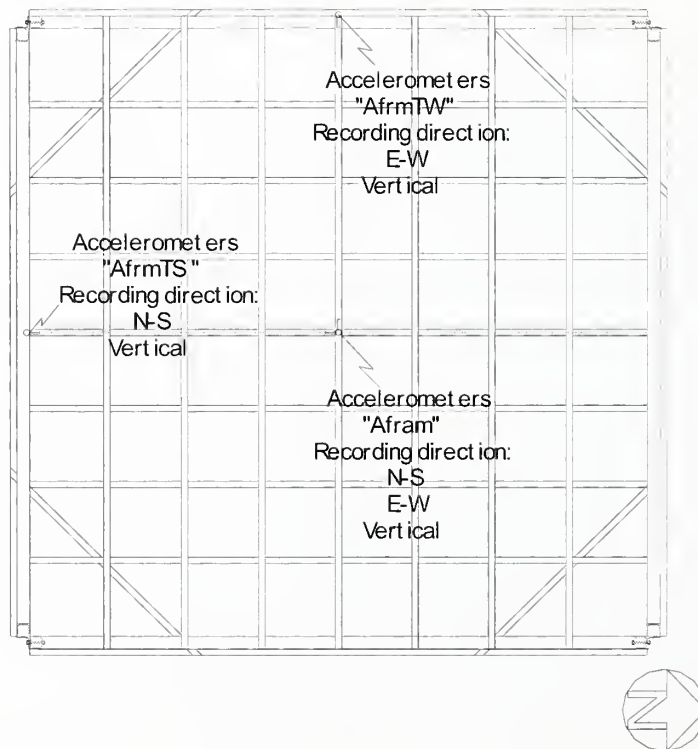 Accelerometers
"AfrmTW"
Recording direction:
E-W
Vertical
Accelerometers
"AfrmTS"
Recording direction:
N-S
Vertical
Accelerometers
"Afram"
Recording direction:
N-S
E-W
Vertical
N